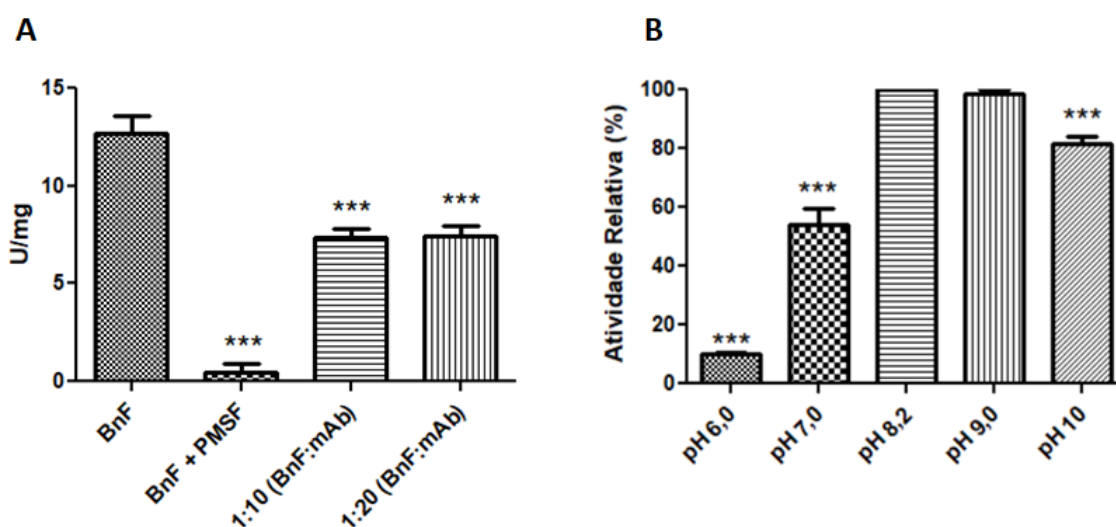 A
U/mg
15
10
5
0
***
***
***
BnF
BnF + PMSF
1:10 (BnF:mAb)
1:20 (BnF:mAb)
B
Atividade Relativa (%)
100
80
60
40
20
0
***
***
***
pH 6,0
pH 7,0
pH 8,2
pH 9,0
pH 10